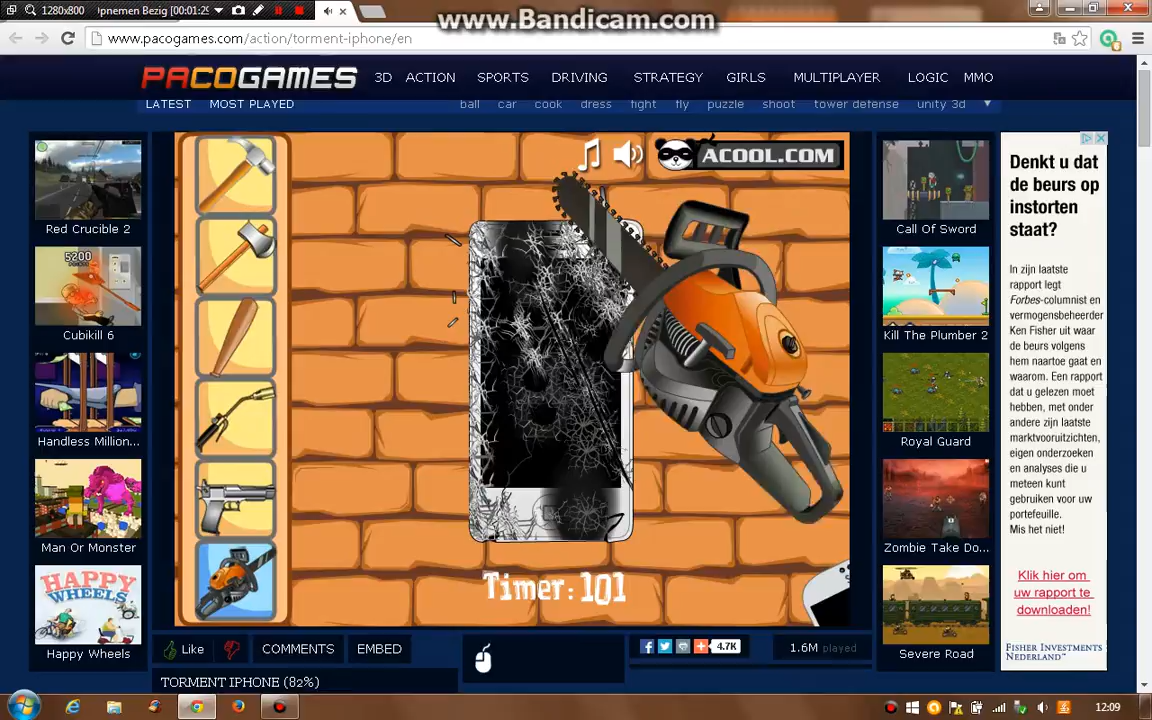 1280x800
pnemen Bezig [00:01:29
www.Bandicam.com
www.pacogames.com/action/torment-iphone/en
PACOGAMES
3D ACTION SPORTS DRIVING STRATEGY GIRLS MULTIPLAYER LOGIC MMO
LATEST MOST PLAYED
ball car cook dress fight fly puzzle shoot tower defense unity 3d
Red Crucible 2
5200
Cubikill 6
Handless Million...
Man Or Monster
HAPPY
WHEELS
Happy Wheels
ACOOL.COM
Timer: 101
Like
COMMENTS
EMBED
4.7K
1.6M played
TORMENT IPHONE (82%)
Call Of Sword
Kill The Plumber 2
Royal Guard
Zombie Take Do...
Severe Road
Denkt u dat
de beurs op
instorten
staat?
In zijn laatste
rapport legt
Forbes-columnist en
vermogensbeheerder
Ken Fisher uit waar
de beurs volgens
hem naartoe gaat en
waarom. Een rapport
dat u gelezen moet
hebben, met onder
andere zijn laatste
marktvooruitzichten,
eigen onderzoeken
en analyses die u
meteen kunt
gebruiken voor uw
portefeuille.
Mis het niet!
Klik hier om
uw rapport te
downloaden!
FISHER INVESTMENTS
NEDERLAND™
12:09